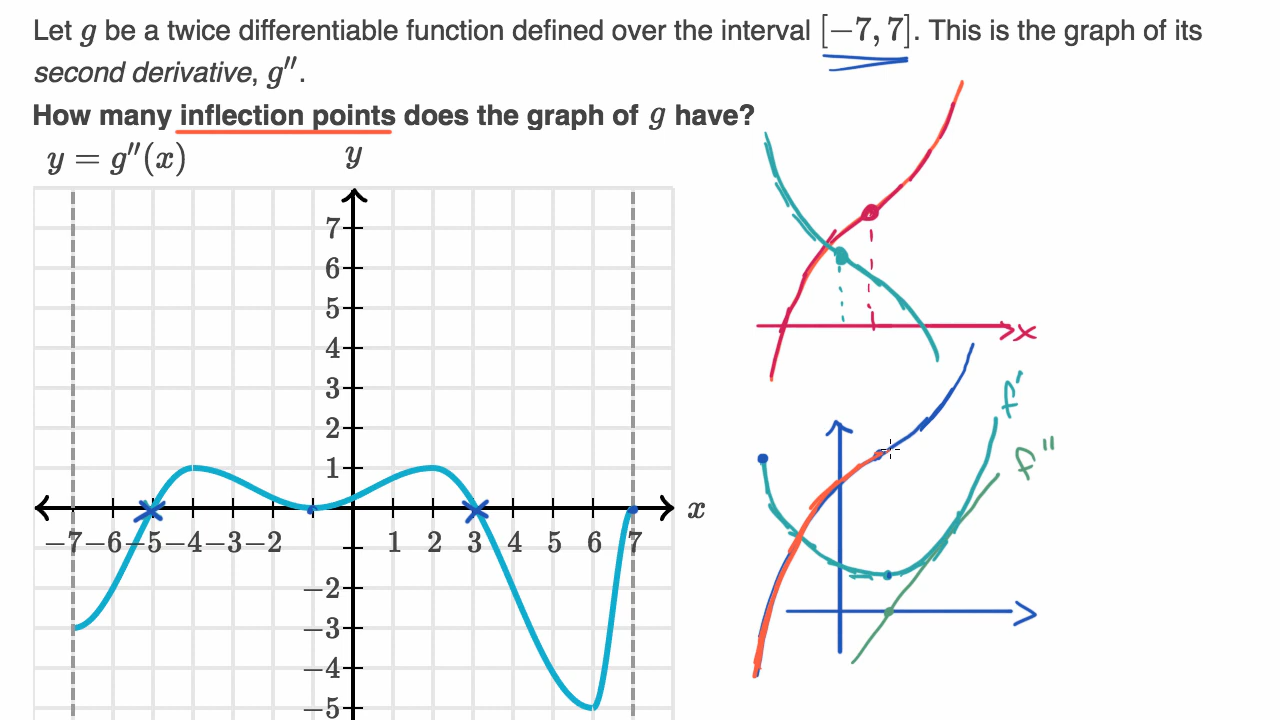 Let g be a twice differentiable function defined over the interval [−7, 7]. This is the graph of its
second derivative, g″.
How many inflection points does the graph of g have?
y = g″(x)
y
7
6
5
4
3
2
1
x
−7 −6 −5 −4 −3 −2 1 2 3 4 5 6 7
−2
−3
−4
−5
x
f'
f"